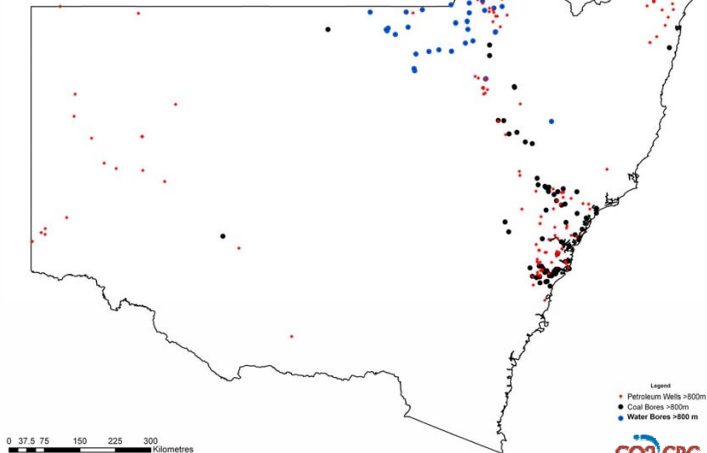 Legend
Petroleum Wells >800m
Coal Bores >800m
Water Bores >800 m
0 37.5 75 150 225 300
Kilometres